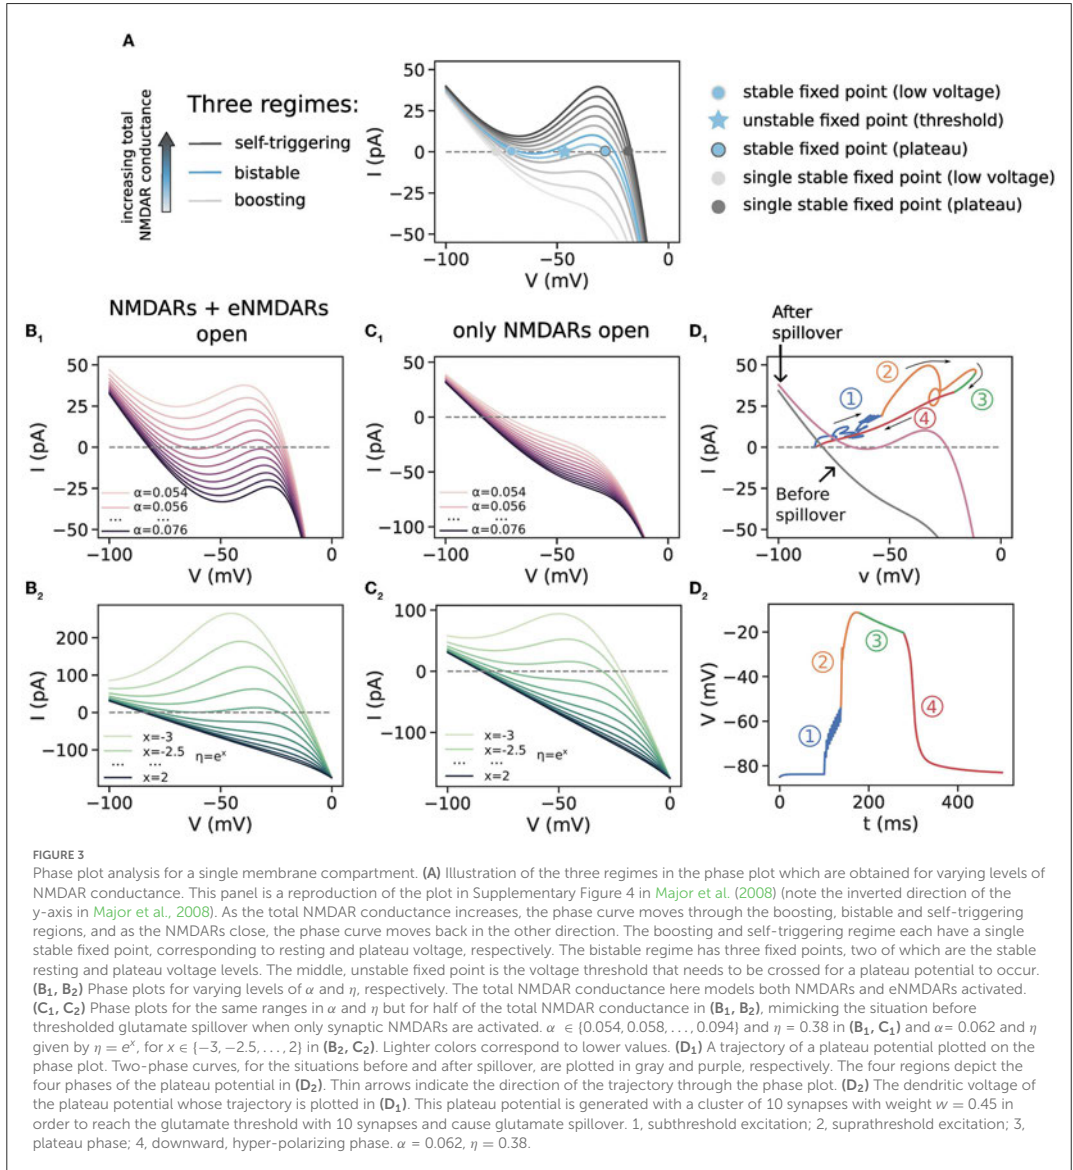 A
Three regimes:
self-triggering
bistable
boosting
increasing total
NMDAR conductance
50
25
0
−25
−50
I (pA)
−100
−50
0
V (mV)
stable fixed point (low voltage)
unstable fixed point (threshold)
stable fixed point (plateau)
single stable fixed point (low voltage)
single stable fixed point (plateau)
B1
NMDARs + eNMDARs
open
50
25
0
−25
−50
I (pA)
α=0.054
α=0.056
... ...
α=0.076
−100
−50
0
V (mV)
C1
only NMDARs open
50
0
−50
−100
I (pA)
α=0.054
α=0.056
... ...
α=0.076
−100
−50
0
V (mV)
D1
After
spillover
50
25
0
−25
−50
I (pA)
1
2
3
4
Before
spillover
−100
−50
0
v (mV)
B2
200
100
0
−100
I (pA)
x=-3
x=-2.5
... ...
x=2
η=eˣ
−100
−50
0
V (mV)
C2
100
0
−100
I (pA)
x=-3
x=-2.5
... ...
x=2
η=eˣ
−100
−50
0
V (mV)
D2
−20
−40
−60
−80
V (mV)
1
2
3
4
0
200
400
t (ms)
FIGURE 3
Phase plot analysis for a single membrane compartment. (A) Illustration of the three regimes in the phase plot which are obtained for varying levels of
NMDAR conductance. This panel is a reproduction of the plot in Supplementary Figure 4 in Major et al. (2008) (note the inverted direction of the
y-axis in Major et al., 2008). As the total NMDAR conductance increases, the phase curve moves through the boosting, bistable and self-triggering
regions, and as the NMDARs close, the phase curve moves back in the other direction. The boosting and self-triggering regime each have a single
stable fixed point, corresponding to resting and plateau voltage, respectively. The bistable regime has three fixed points, two of which are the stable
resting and plateau voltage levels. The middle, unstable fixed point is the voltage threshold that needs to be crossed for a plateau potential to occur.
(B1, B2) Phase plots for varying levels of α and η, respectively. The total NMDAR conductance here models both NMDARs and eNMDARs activated.
(C1, C2) Phase plots for the same ranges in α and η but for half of the total NMDAR conductance in (B1, B2), mimicking the situation before
thresholded glutamate spillover when only synaptic NMDARs are activated. α ∈ {0.054, 0.058, . . . , 0.094} and η = 0.38 in (B1, C1) and α= 0.062 and η
given by η = eˣ, for x ∈ {−3, −2.5, . . . , 2} in (B2, C2). Lighter colors correspond to lower values. (D1) A trajectory of a plateau potential plotted on the
phase plot. Two-phase curves, for the situations before and after spillover, are plotted in gray and purple, respectively. The four regions depict the
four phases of the plateau potential in (D2). Thin arrows indicate the direction of the trajectory through the phase plot. (D2) The dendritic voltage of
the plateau potential whose trajectory is plotted in (D1). This plateau potential is generated with a cluster of 10 synapses with weight w = 0.45 in
order to reach the glutamate threshold with 10 synapses and cause glutamate spillover. 1, subthreshold excitation; 2, suprathreshold excitation; 3,
plateau phase; 4, downward, hyper-polarizing phase. α = 0.062, η = 0.38.